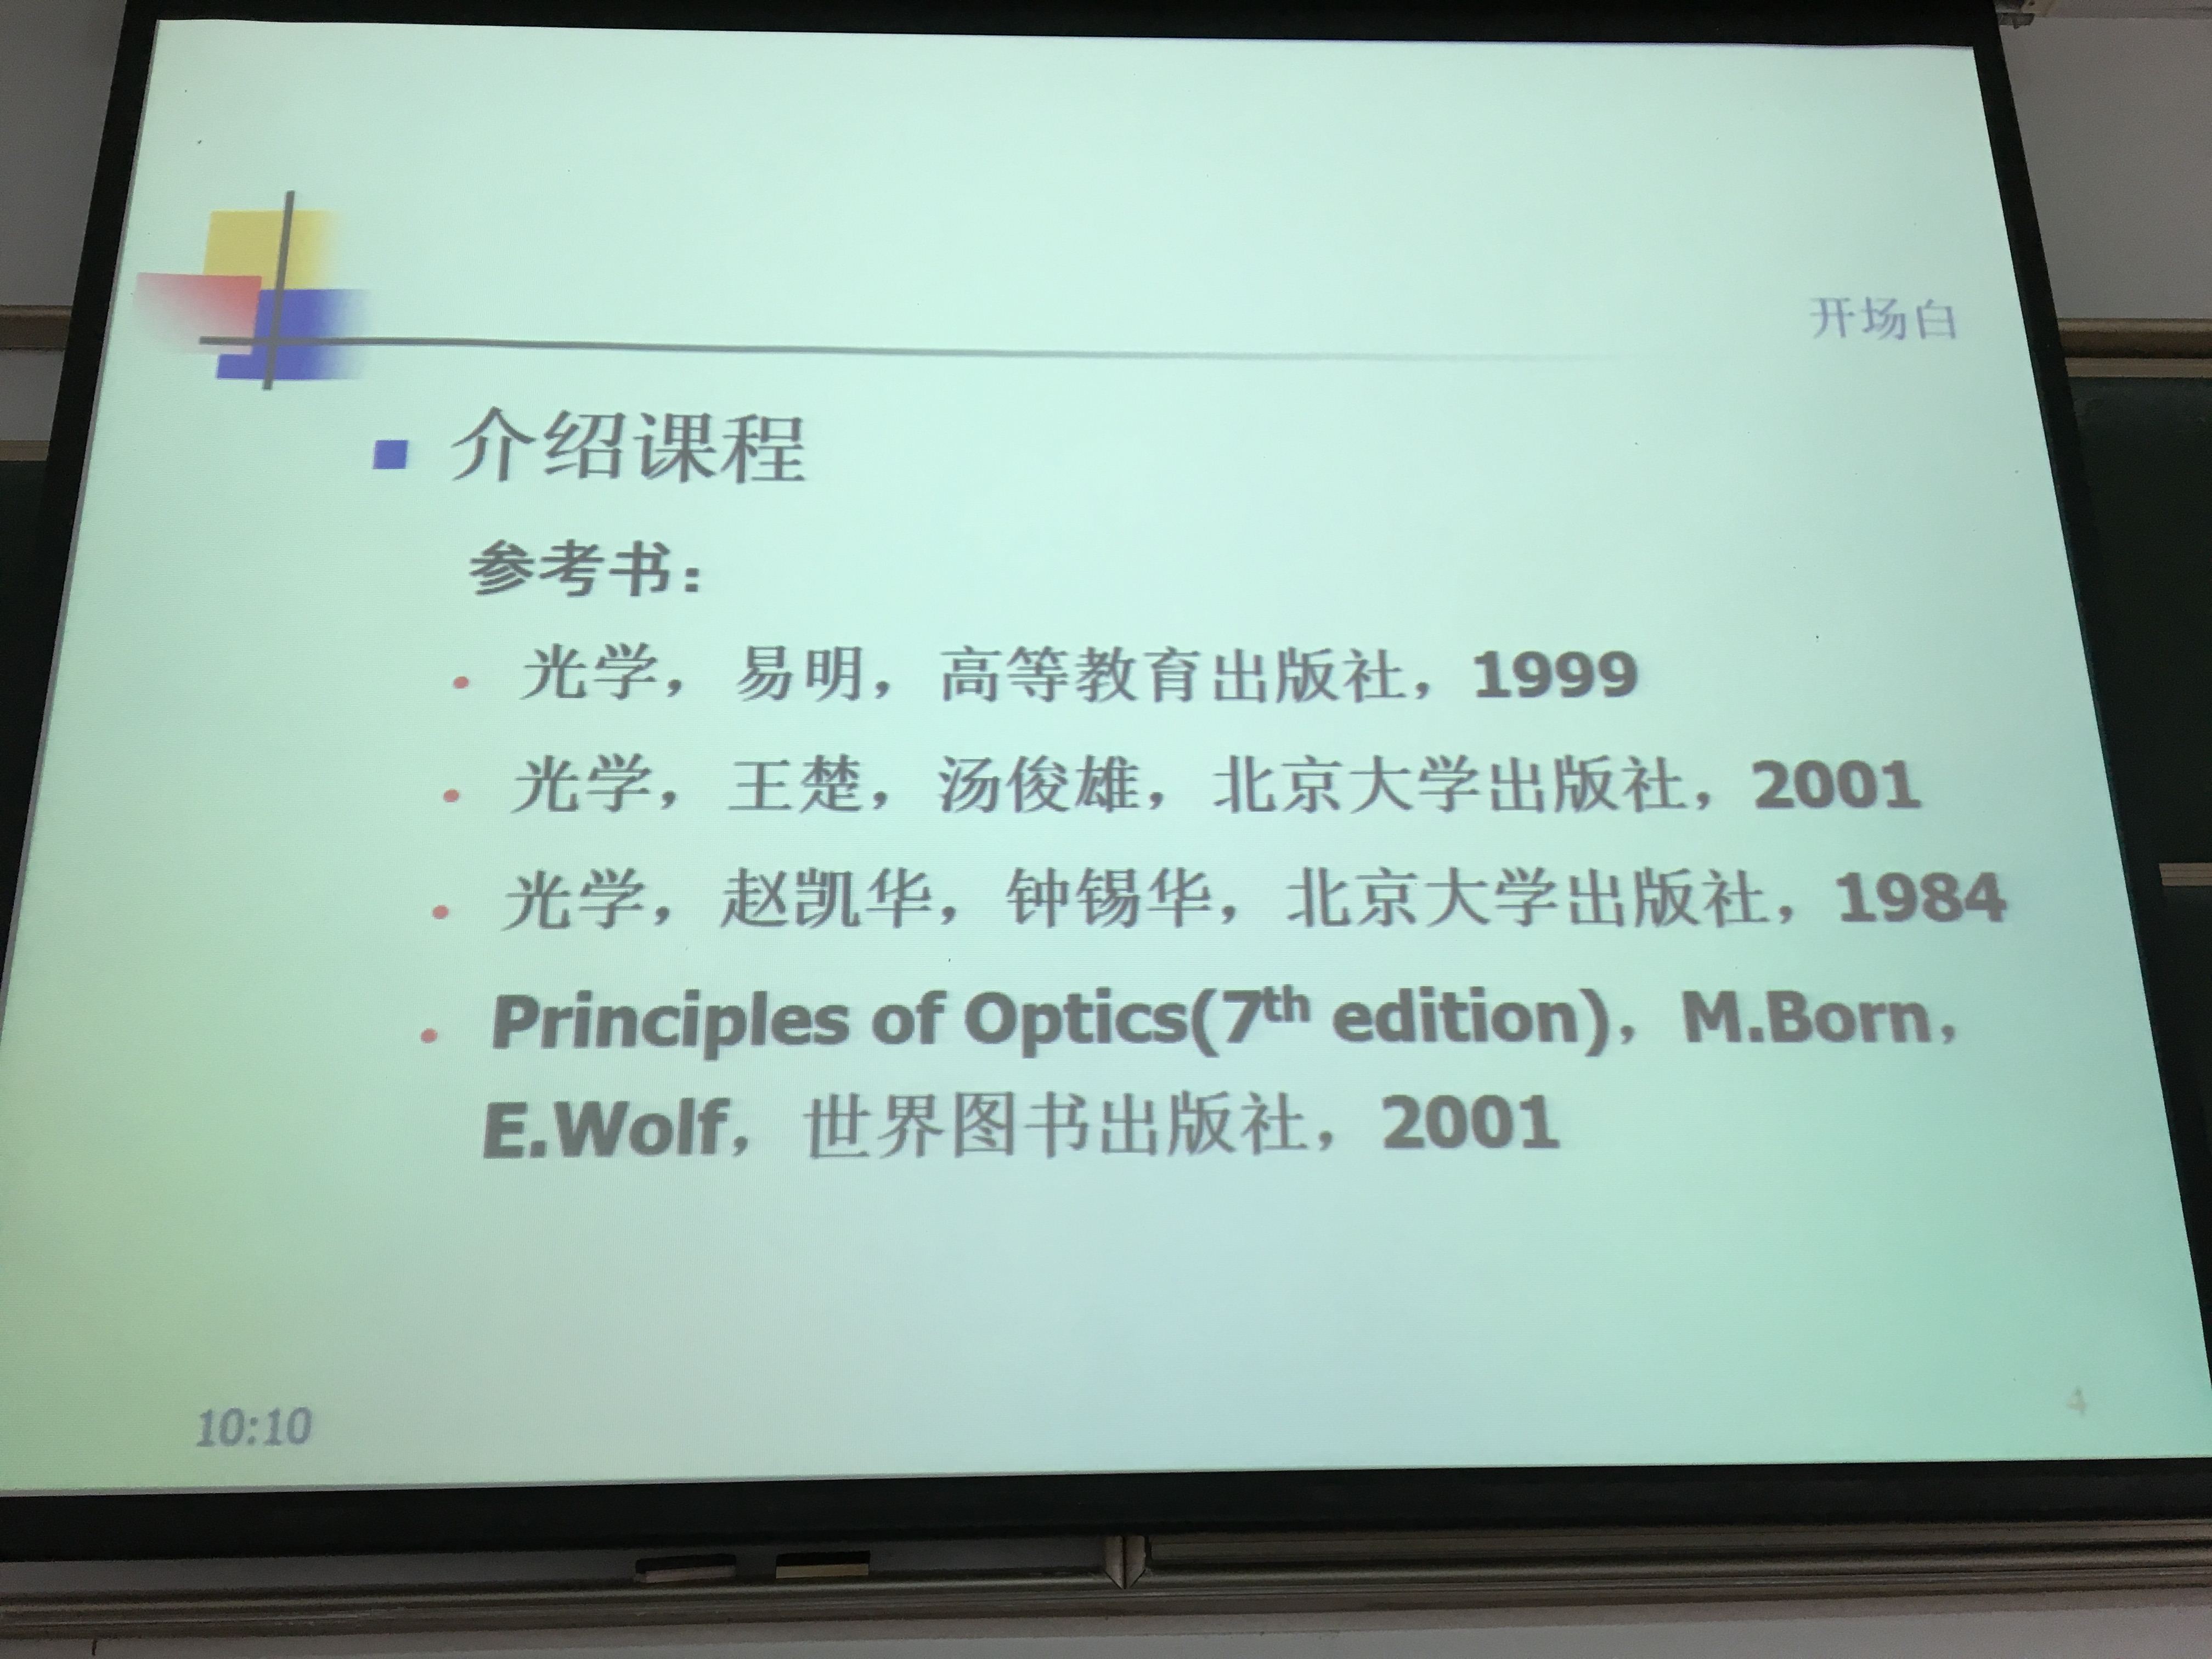 开场白
介绍课程
参考书：
光学，易明，高等教育出版社，1999
光学，王楚，汤俊雄，北京大学出版社，2001
光学，赵凯华，钟锡华，北京大学出版社，1984
Principles of Optics(7th edition)，M.Born，
E.Wolf，世界图书出版社，2001
10:10
4